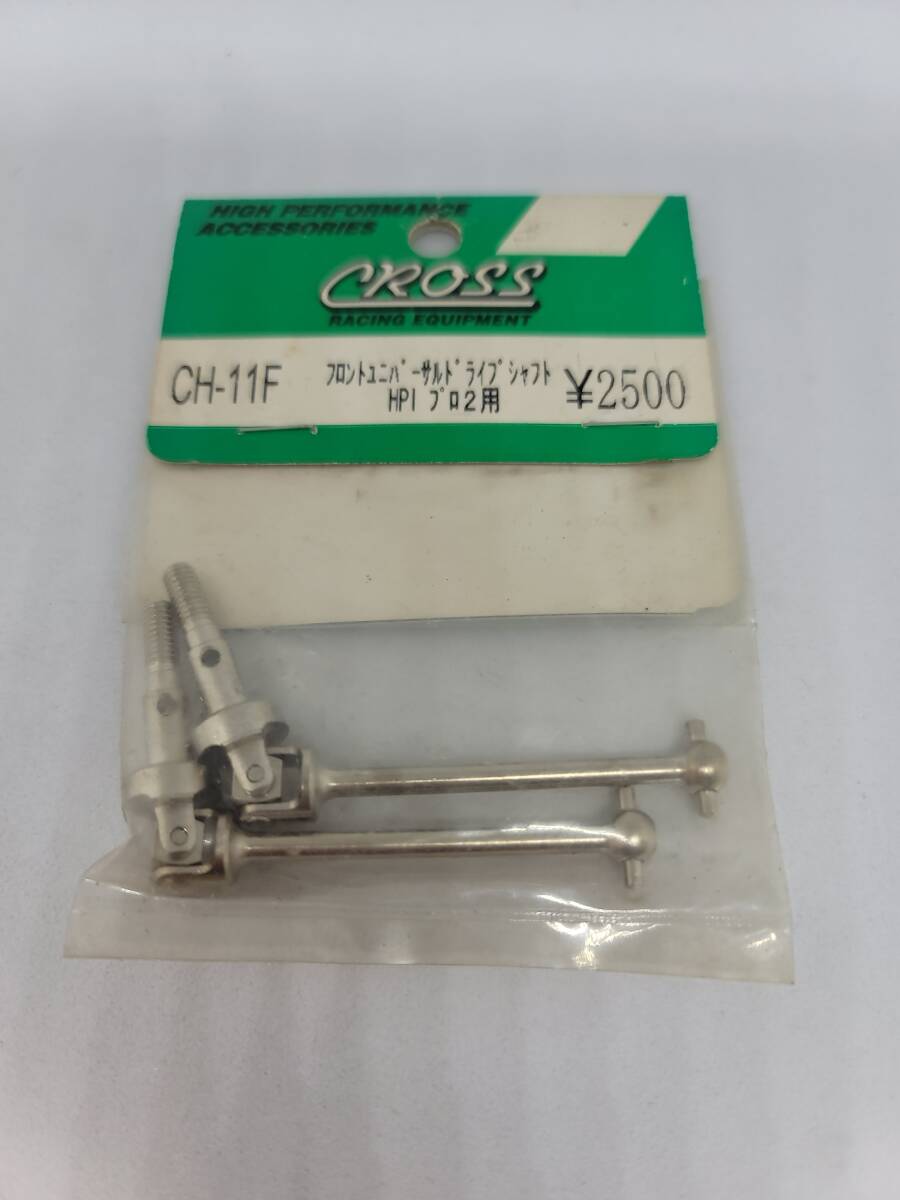 HIGH PERFORMANCE
ACCESSORIES
CROSS
RACING EQUIPMENT
CH-11F
フロントユニバーサルドライブシャフト
HPI プロ2用
¥2500